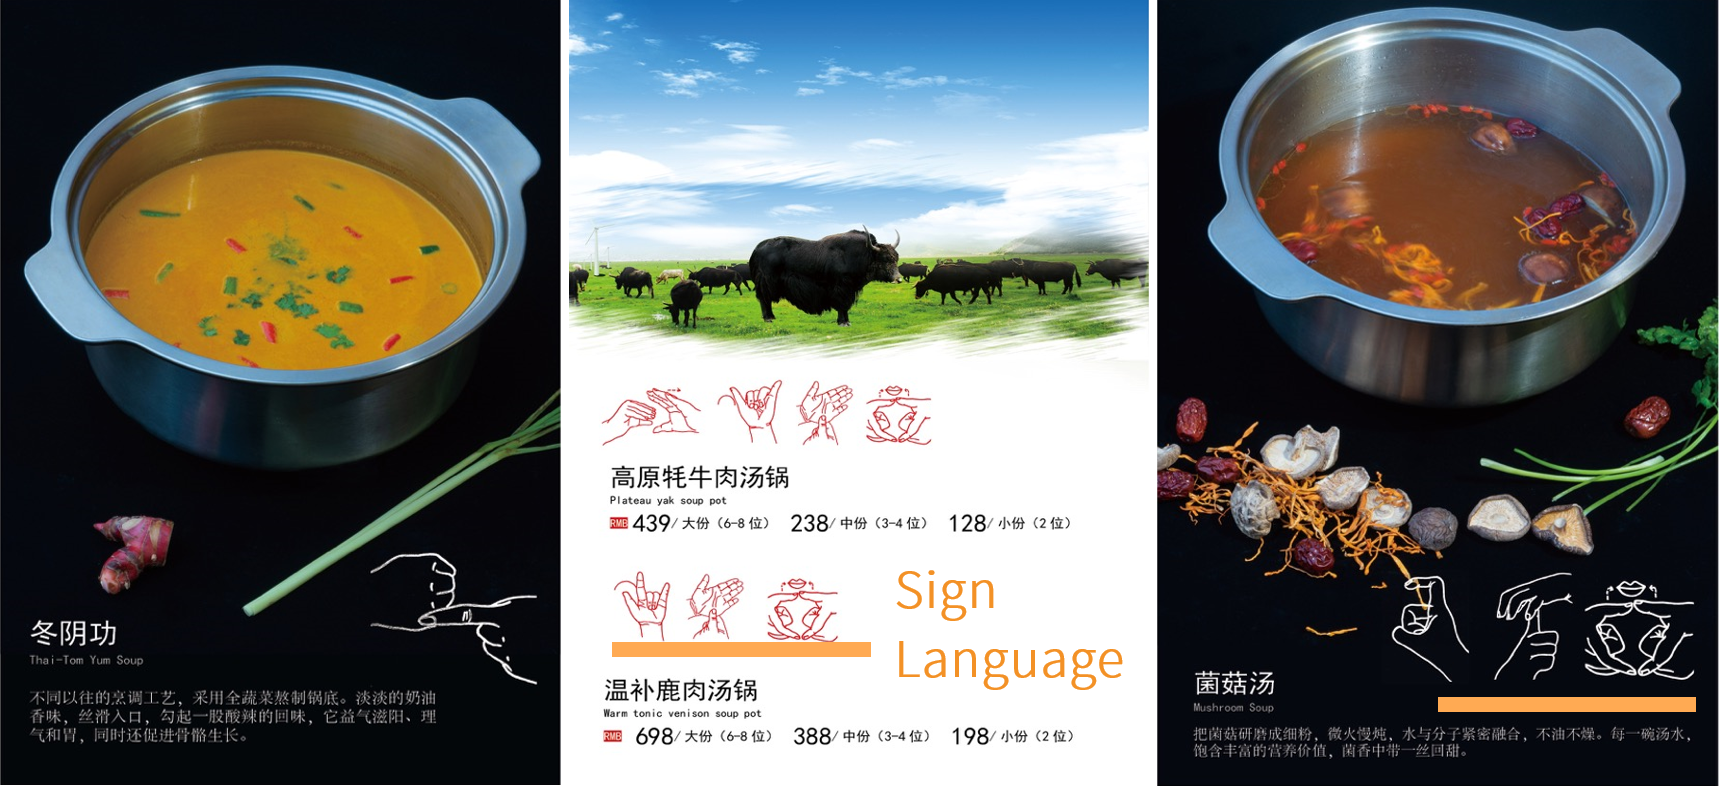 冬阴功
Thai-Tom Yum Soup
不同以往的烹调工艺，采用全蔬菜熬制锅底。淡淡的奶油
香味，丝滑入口，勾起一股酸辣的回味，它益气滋阳、理
气和胃，同时还促进骨骼生长。
高原牦牛肉汤锅
Plateau yak soup pot
RMB 439/大份（6-8 位） 238/中份（3-4 位） 128/小份（2 位）
Sign
Language
温补鹿肉汤锅
Warm tonic venison soup pot
RMB 698/大份（6-8 位） 388/中份（3-4 位） 198/小份（2 位）
菌菇汤
Mushroom Soup
把菌菇研磨成细粉，微火慢炖，水与分子紧密融合，不油不燥。每一碗汤水，
饱含丰富的营养价值，菌香中带一丝回甜。